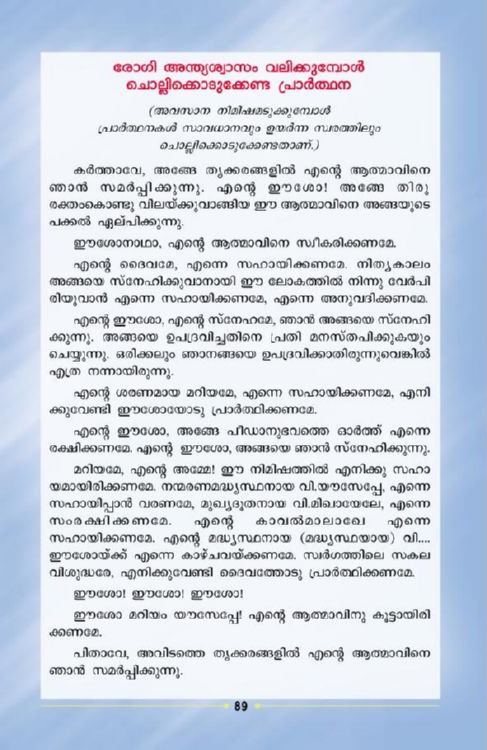 രോഗി അന്ത്യശ്വാസം വലിക്കുമ്പോൾ
ചൊല്ലിക്കൊടുക്കേണ്ട പ്രാർത്ഥന
(അവസാന നിമിഷമടുക്കുമ്പോൾ
പ്രാർത്ഥനകൾ സാവധാനവും ഉയർന്ന സ്വരത്തിലും
ചൊല്ലിക്കൊടുക്കേണ്ടതാണ്.)
കർത്താവേ, അങ്ങേ തൃക്കരങ്ങളിൽ എന്റെ ആത്മാവിനെ
ഞാൻ സമർപ്പിക്കുന്നു. എന്റെ ഈശോ! അങ്ങേ തിരു
രക്തംകൊണ്ടു വിലയ്ക്കുവാങ്ങിയ ഈ ആത്മാവിനെ അങ്ങയുടെ
പക്കൽ ഏല്പിക്കുന്നു.
ഈശോനാഥാ, എന്റെ ആത്മാവിനെ സ്വീകരിക്കണമേ.
എന്റെ ദൈവമേ, എന്നെ സഹായിക്കണമേ. നിത്യകാലം
അങ്ങയെ സ്നേഹിക്കുവാനായി ഈ ലോകത്തിൽ നിന്നു വേർപി
രിയുവാൻ എന്നെ സഹായിക്കണമേ, എന്നെ അനുവദിക്കണമേ.
എന്റെ ഈശോ, എന്റെ സ്നേഹമേ, ഞാൻ അങ്ങയെ സ്നേഹി
ക്കുന്നു. അങ്ങയെ ഉപദ്രവിച്ചതിനെ പ്രതി മനസ്തപിക്കുകയും
ചെയ്യുന്നു. ഒരിക്കലും ഞാനങ്ങയെ ഉപദ്രവിക്കാതിരുന്നുവെങ്കിൽ
എത്ര നന്നായിരുന്നു.
എന്റെ ശരണമായ മറിയമേ, എന്നെ സഹായിക്കണമേ, എനി
ക്കുവേണ്ടി ഈശോയോടു പ്രാർത്ഥിക്കണമേ.
എന്റെ ഈശോ, അങ്ങേ പീഡാനുഭവത്തെ ഓർത്ത് എന്നെ
രക്ഷിക്കണമേ. എന്റെ ഈശോ, അങ്ങയെ ഞാൻ സ്നേഹിക്കുന്നു.
മറിയമേ, എന്റെ അമ്മേ! ഈ നിമിഷത്തിൽ എനിക്കു സഹാ
യമായിരിക്കണമേ. നന്മരണമദ്ധ്യസ്ഥനായ വി.യൗസേപ്പേ, എന്നെ
സഹായിപ്പാൻ വരണമേ, മുഖ്യദൂതനായ വി.മിഖായേലേ, എന്നെ
സംരക്ഷിക്കണമേ. എന്റെ കാവൽമാലാഖേ എന്നെ
സഹായിക്കണമേ. എന്റെ മദ്ധ്യസ്ഥനായ (മദ്ധ്യസ്ഥയായ) വി....
ഈശോയ്ക്ക് എന്നെ കാഴ്ചവയ്ക്കണമേ. സ്വർഗത്തിലെ സകല
വിശുദ്ധരേ, എനിക്കുവേണ്ടി ദൈവത്തോടു പ്രാർത്ഥിക്കണമേ.
ഈശോ! ഈശോ! ഈശോ!
ഈശോ മറിയം യൗസേപ്പേ! എന്റെ ആത്മാവിനു കൂട്ടായിരി
ക്കണമേ.
പിതാവേ, അവിടത്തെ തൃക്കരങ്ങളിൽ എന്റെ ആത്മാവിനെ
ഞാൻ സമർപ്പിക്കുന്നു.
89